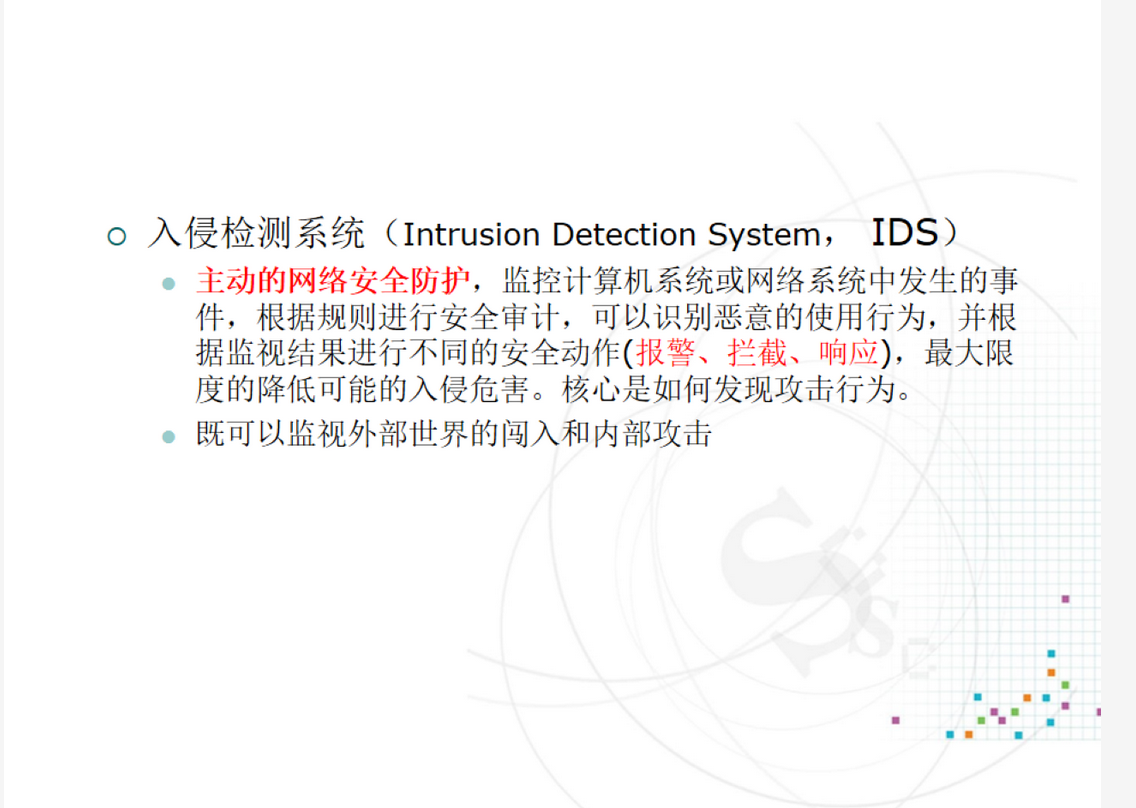 入侵检测系统（Intrusion Detection System， IDS）
主动的网络安全防护，监控计算机系统或网络系统中发生的事
件，根据规则进行安全审计，可以识别恶意的使用行为，并根
据监视结果进行不同的安全动作(报警、拦截、响应)，最大限
度的降低可能的入侵危害。核心是如何发现攻击行为。
既可以监视外部世界的闯入和内部攻击